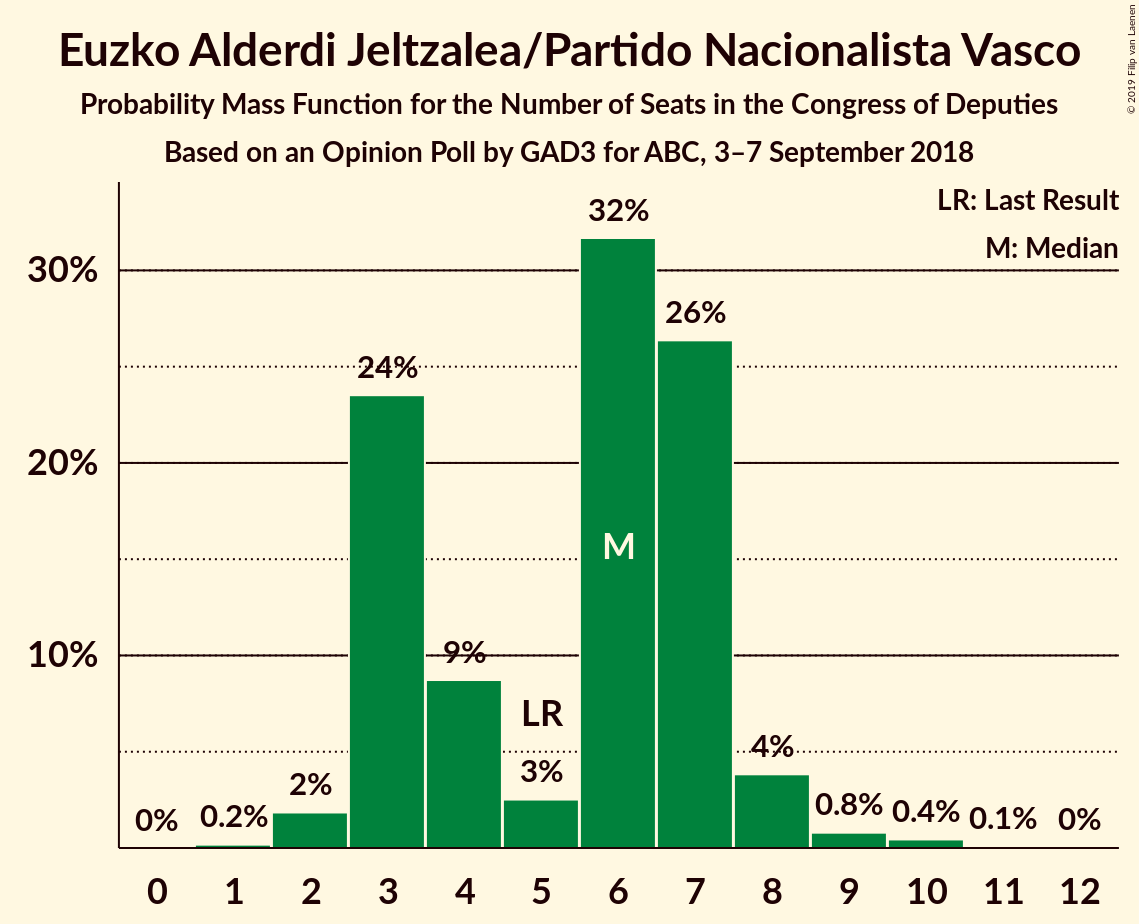 Euzko Alderdi Jeltzalea/Partido Nacionalista Vasco
Probability Mass Function for the Number of Seats in the Congress of Deputies
Based on an Opinion Poll by GAD3 for ABC, 3–7 September 2018
© 2019 Filip van Laenen
LR: Last Result
M: Median
30%
20%
10%
0%
0.2%
2%
24%
9%
LR
3%
32%
M
26%
4%
0.8%
0.4%
0.1%
0%
0 1 2 3 4 5 6 7 8 9 10 11 12